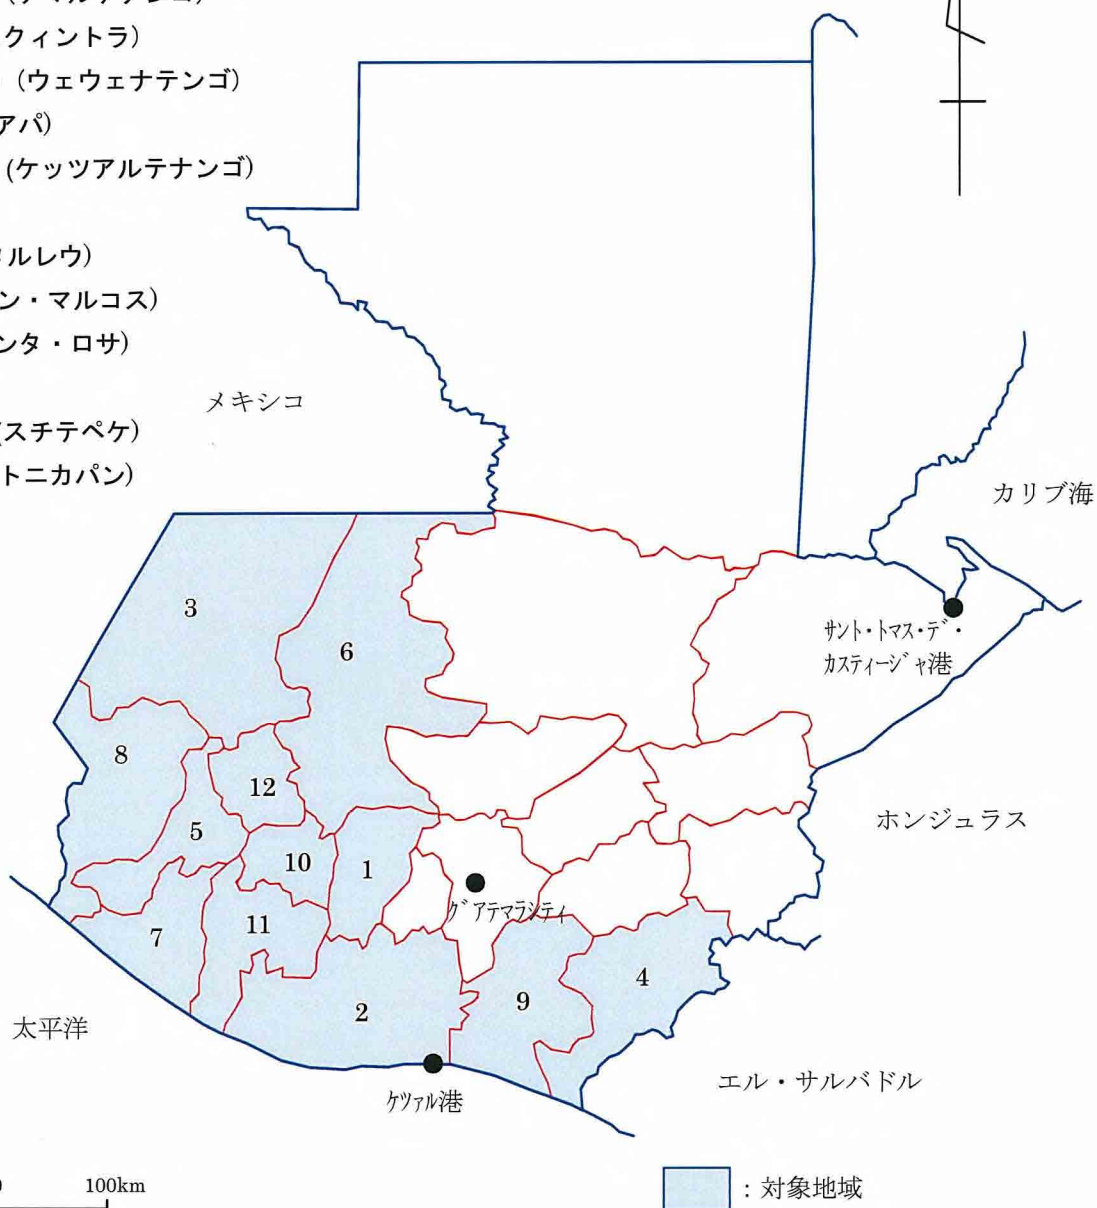 クィントラ)
(ウェウェナテンゴ)
アパ)
(ケッツアルテナンゴ)
ルレウ)
ン・マルコス)
ンタ・ロサ)
(スチテペケ)
トニカパン)
メキシコ
カリブ海
サント・トマス・デ・
カスティージャ港
ホンジュラス
グアテマラシティ
太平洋
エル・サルバドル
ケツァル港
3
6
8
12
5
10
1
11
7
4
9
2
100km
：対象地域